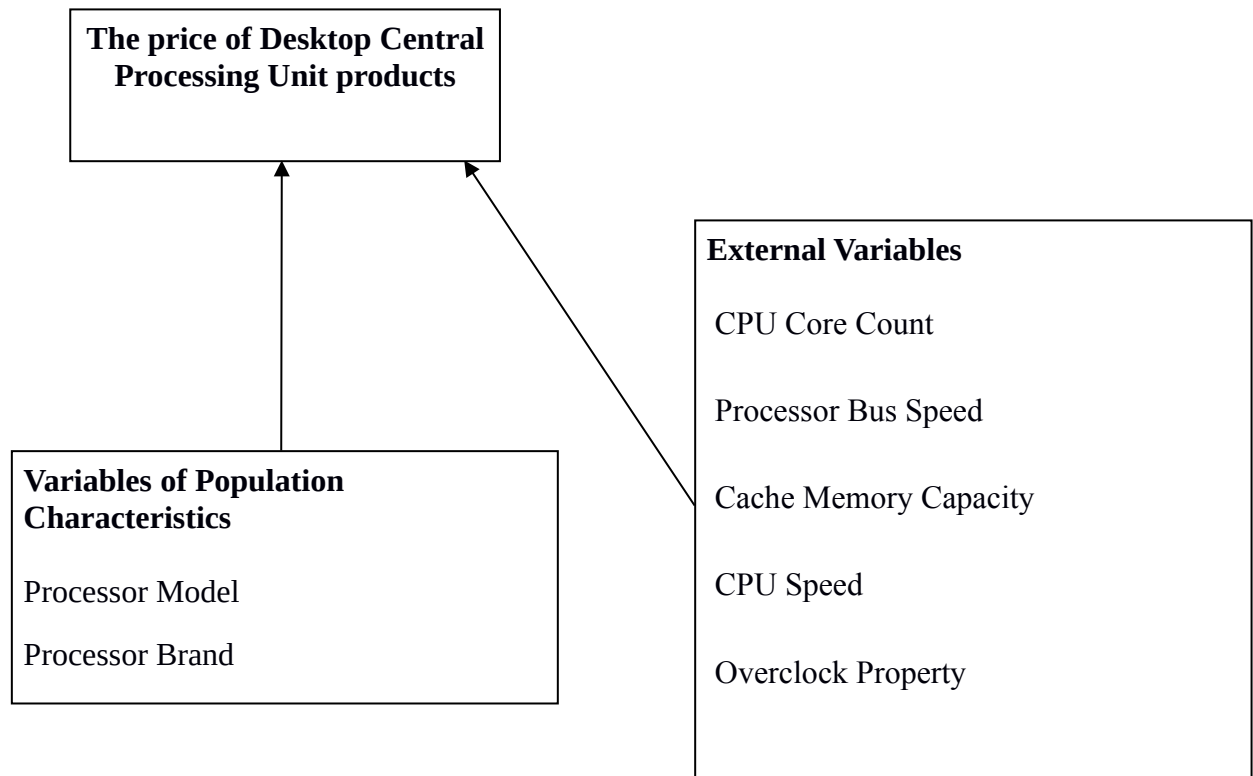 The price of Desktop Central
Processing Unit products
External Variables
CPU Core Count
Processor Bus Speed
Cache Memory Capacity
CPU Speed
Overclock Property
Variables of Population
Characteristics
Processor Model
Processor Brand